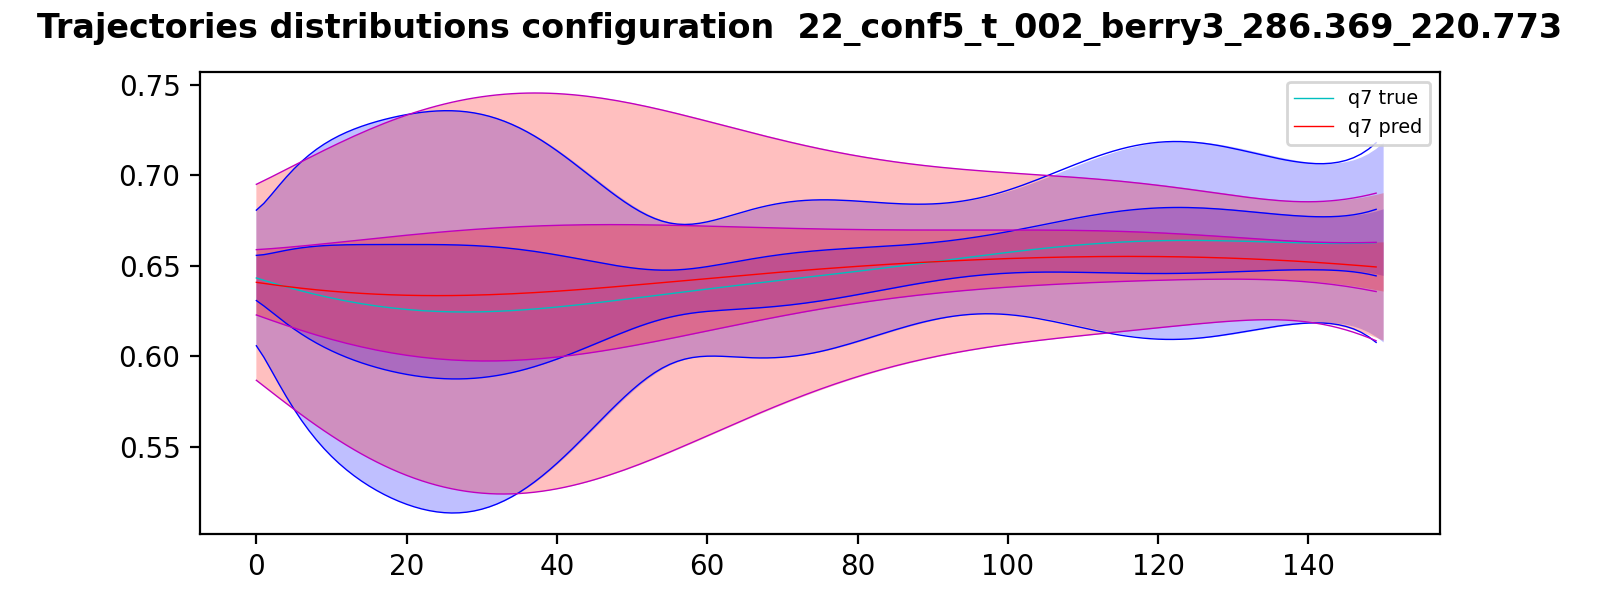 Trajectories distributions configuration  22_conf5_t_002_berry3_286.369_220.773
0.75
0.70
0.65
0.60
0.55
q7 true
q7 pred
0 20 40 60 80 100 120 140